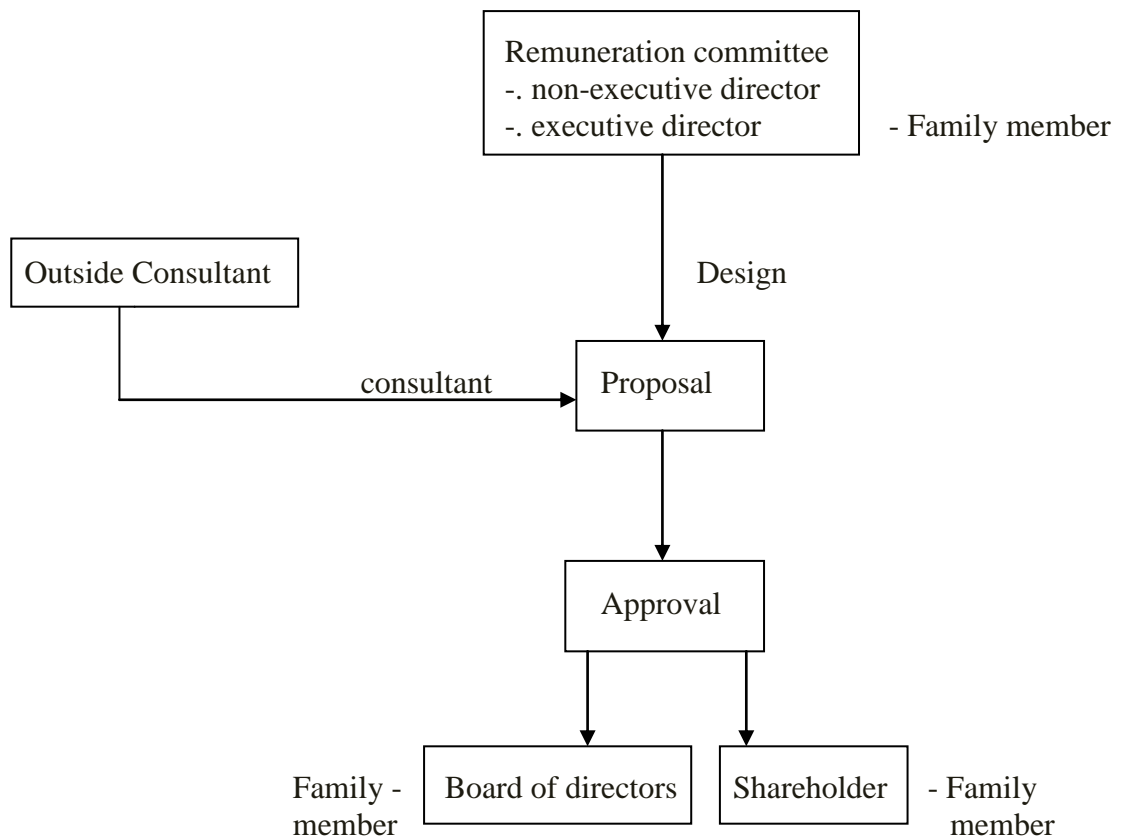 Remuneration committee
-. non-executive director
-. executive director
- Family member
Outside Consultant
Design
consultant
Proposal
Approval
Family -
member
Board of directors
Shareholder
- Family
member